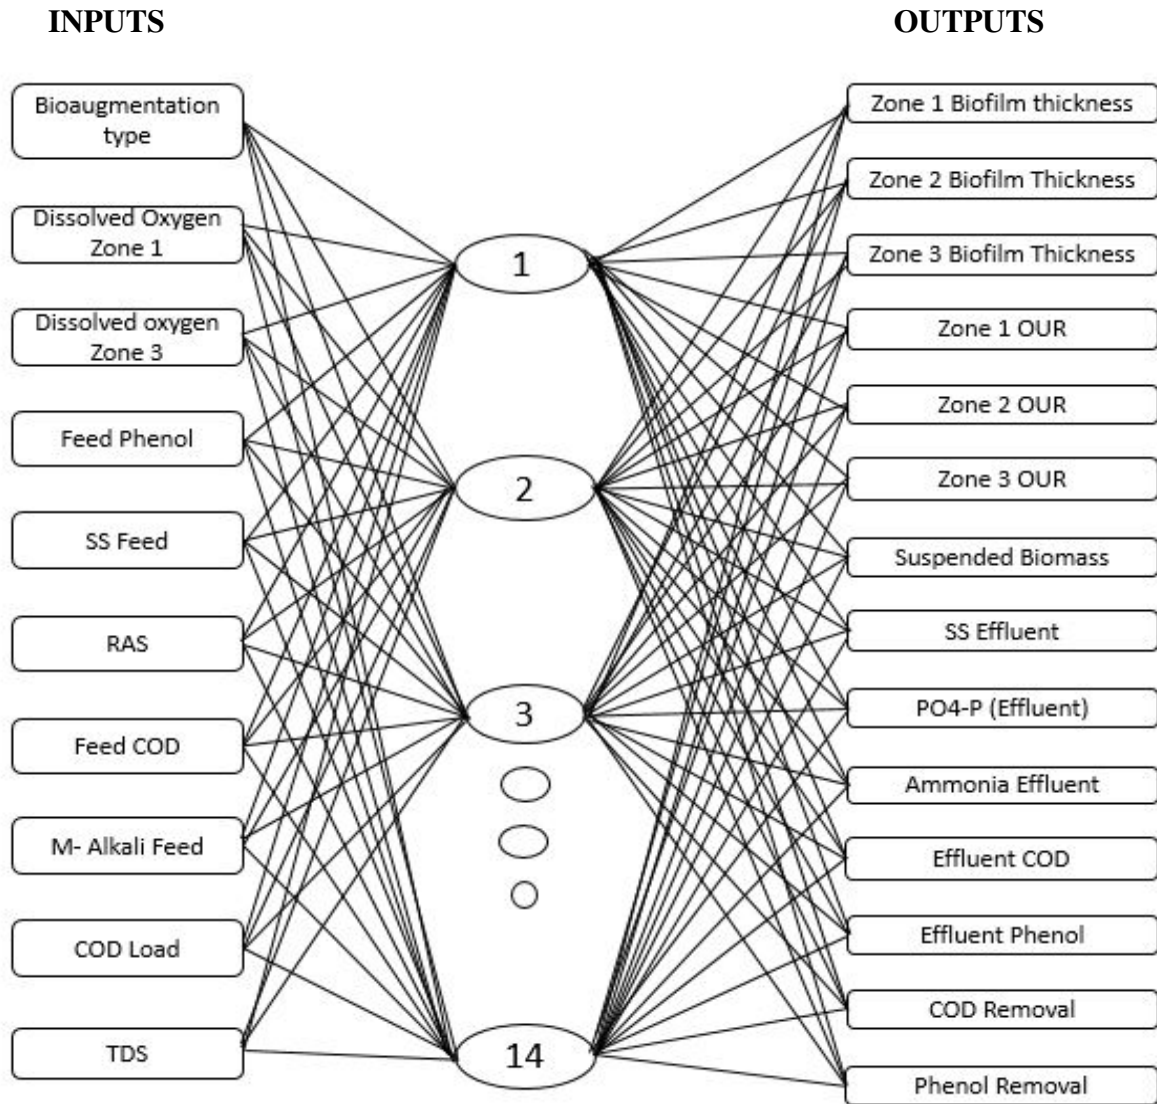 INPUTS
OUTPUTS
Bioaugmentation
type
Dissolved Oxygen
Zone 1
Dissolved oxygen
Zone 3
Feed Phenol
SS Feed
RAS
Feed COD
M- Alkali Feed
COD Load
TDS
1
2
3
14
Zone 1 Biofilm thickness
Zone 2 Biofilm Thickness
Zone 3 Biofilm Thickness
Zone 1 OUR
Zone 2 OUR
Zone 3 OUR
Suspended Biomass
SS Effluent
PO4-P (Effluent)
Ammonia Effluent
Effluent COD
Effluent Phenol
COD Removal
Phenol Removal